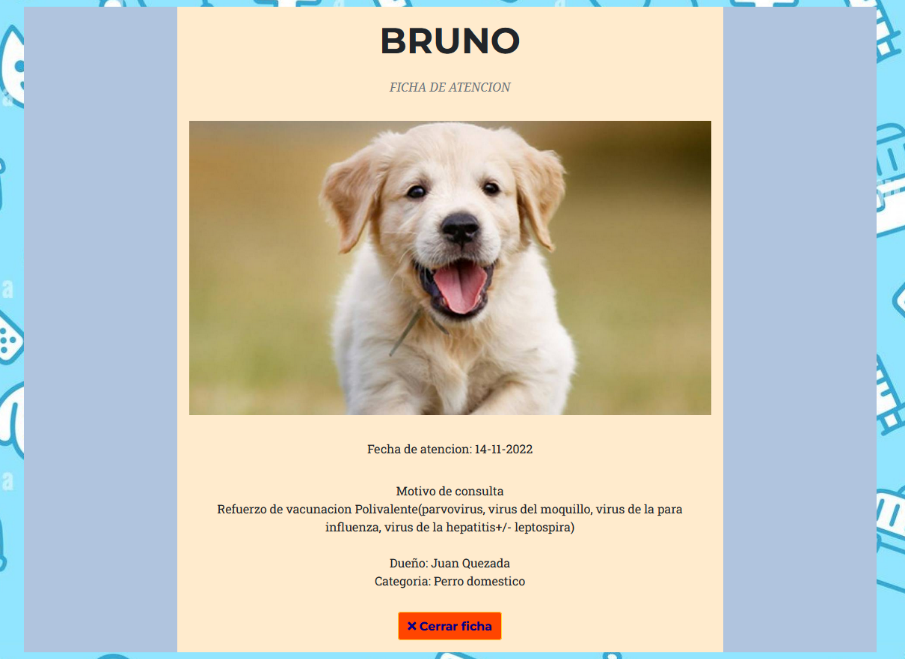 BRUNO
FICHA DE ATENCION
Fecha de atencion: 14-11-2022
Motivo de consulta
Refuerzo de vacunacion Polivalente(parvovirus, virus del moquillo, virus de la para
influenza, virus de la hepatitis+/- leptospira)
Dueño: Juan Quezada
Categoria: Perro domestico
× Cerrar ficha